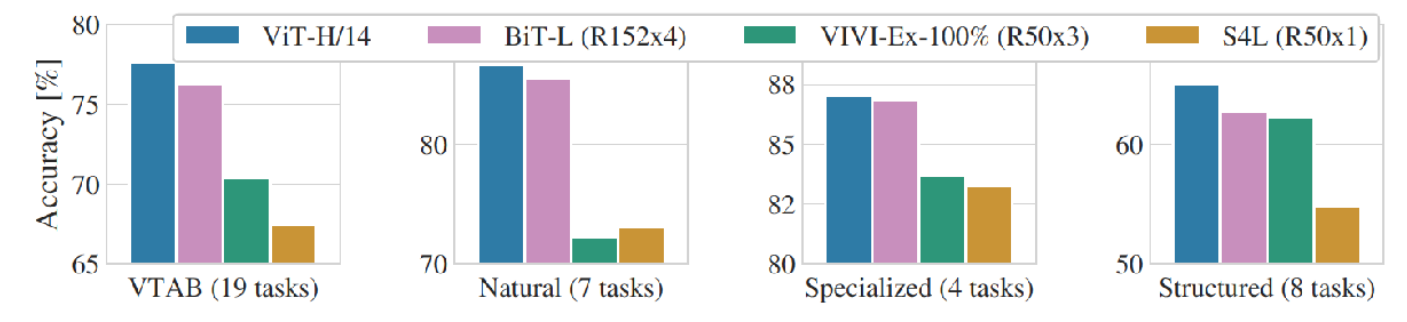 ViT-H/14 BiT-L (R152x4) VIVI-Ex-100% (R50x3) S4L (R50x1)
Accuracy [%]
80
75
70
65
VTAB (19 tasks)
80
70
Natural (7 tasks)
88
85
82
80
Specialized (4 tasks)
60
50
Structured (8 tasks)